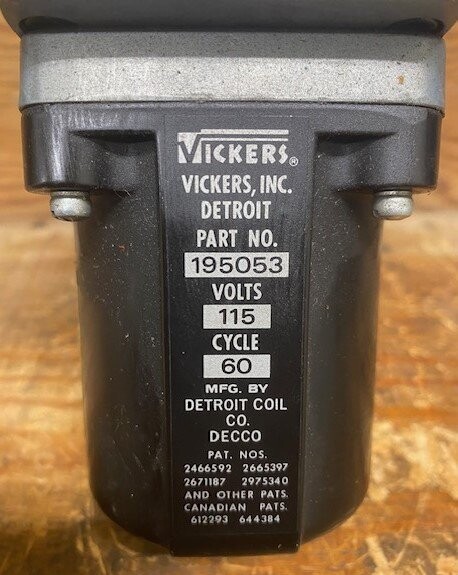 VICKERS®
VICKERS, INC.
DETROIT
PART NO.
195053
VOLTS
115
CYCLE
60
MFG. BY
DETROIT COIL
CO.
DECCO
PAT. NOS.
2466592 2665397
2671187 2975340
AND OTHER PATS.
CANADIAN PATS.
612293 644384